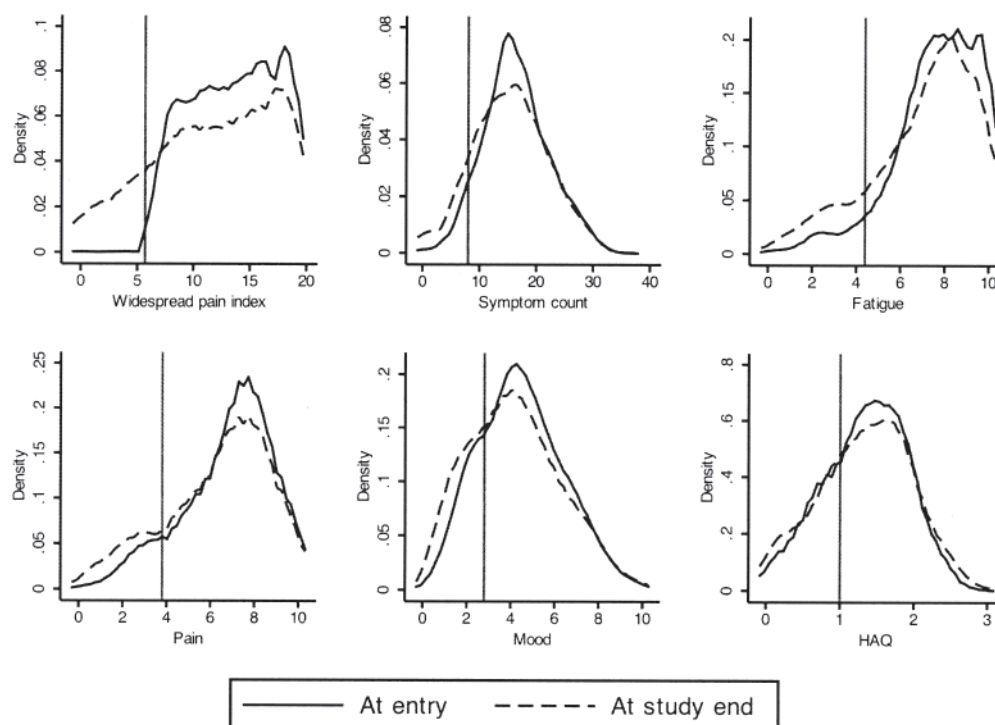 Density
.1
.08
.06
.04
.02
0
0 5 10 15 20
Widespread pain index
Density
.08
.06
.04
.02
0
0 10 20 30 40
Symptom count
Density
.2
.15
.1
.05
0
0 2 4 6 8 10
Fatigue
Density
.25
.2
.15
.1
.05
0
0 2 4 6 8 10
Pain
Density
.2
.15
.1
.05
0
0 2 4 6 8 10
Mood
Density
.8
.6
.4
.2
0
0 1 2 3
HAQ
At entry At study end